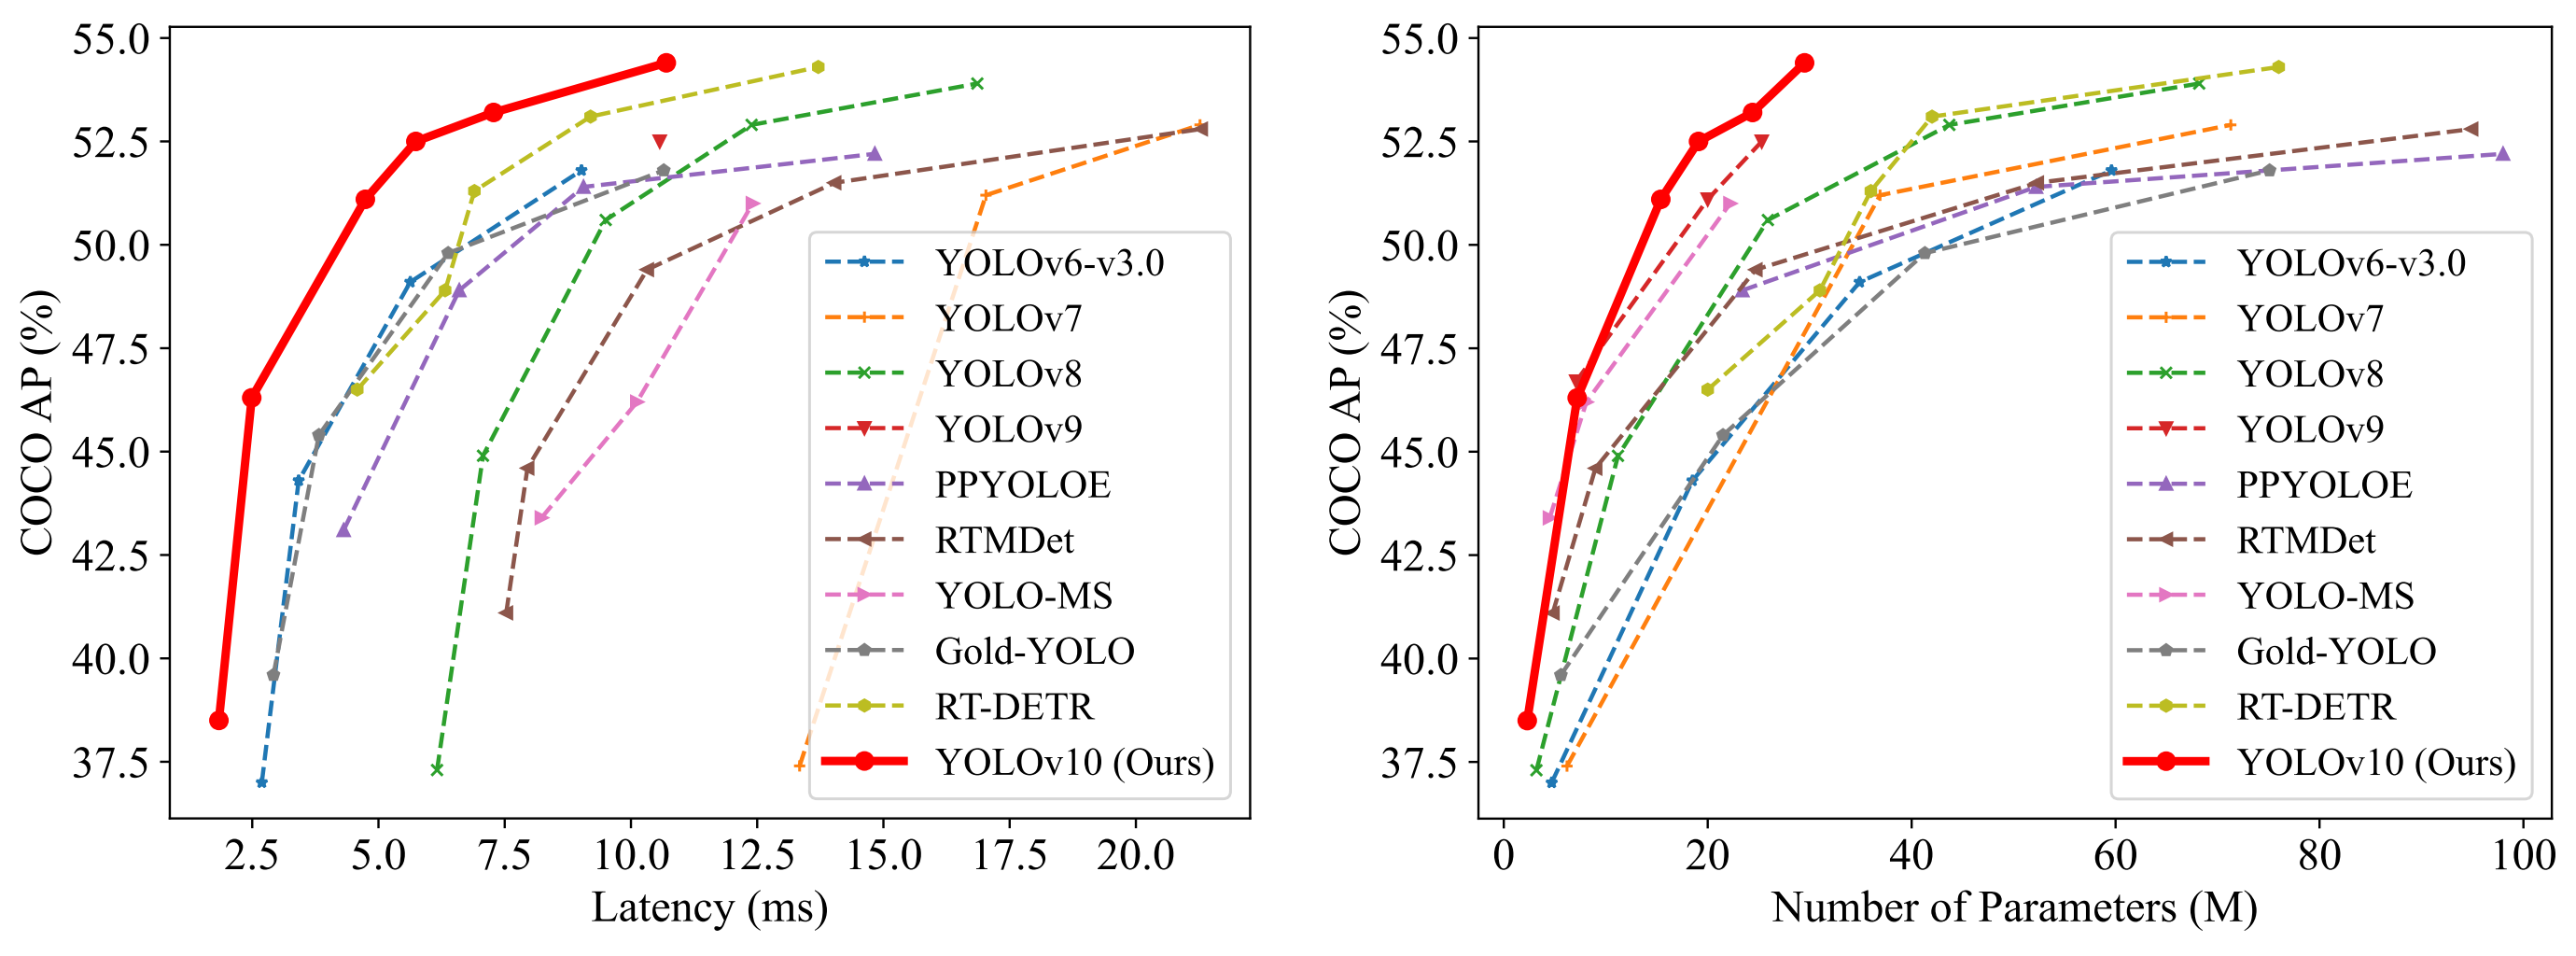 55.0
52.5
50.0
47.5
45.0
42.5
40.0
37.5
COCO AP (%)
2.5 5.0 7.5 10.0 12.5 15.0 17.5 20.0
Latency (ms)
YOLOv6-v3.0
YOLOv7
YOLOv8
YOLOv9
PPYOLOE
RTMDet
YOLO-MS
Gold-YOLO
RT-DETR
YOLOv10 (Ours)
55.0
52.5
50.0
47.5
45.0
42.5
40.0
37.5
COCO AP (%)
0 20 40 60 80 100
Number of Parameters (M)
YOLOv6-v3.0
YOLOv7
YOLOv8
YOLOv9
PPYOLOE
RTMDet
YOLO-MS
Gold-YOLO
RT-DETR
YOLOv10 (Ours)